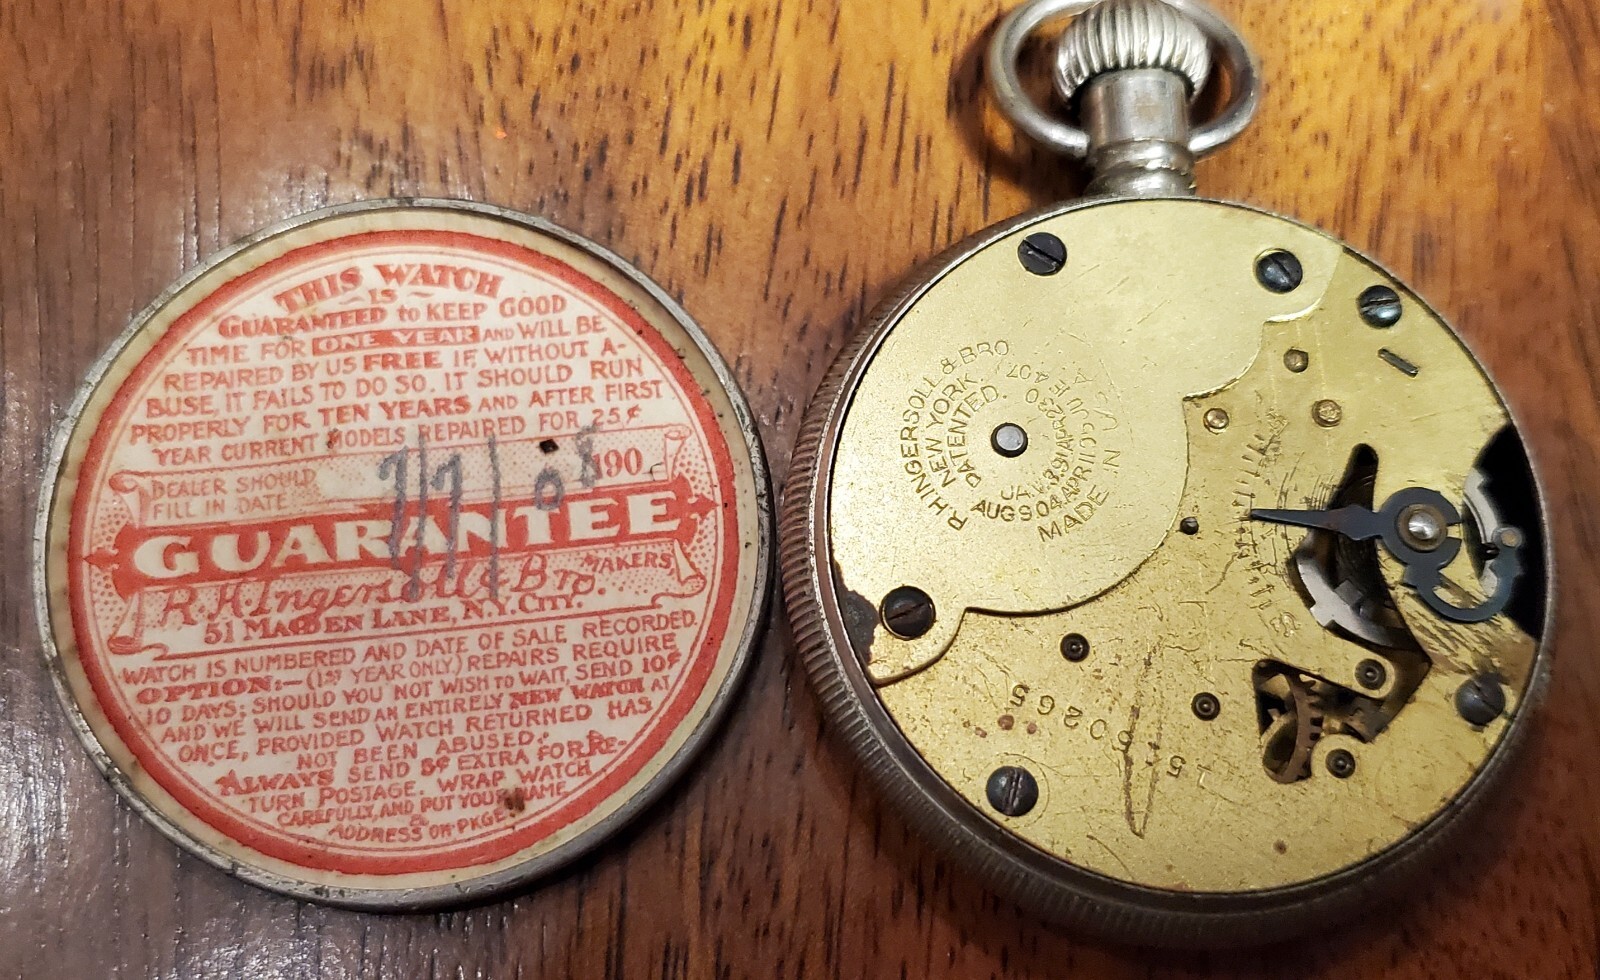 THIS WATCH
IS
GUARANTEED to KEEP GOOD
TIME FOR ONE YEAR AND WILL BE
REPAIRED BY US FREE IF, WITHOUT A-
BUSE, IT FAILS TO DO SO. IT SHOULD RUN
PROPERLY FOR TEN YEARS AND AFTER FIRST
YEAR CURRENT MODELS REPAIRED FOR 25¢
DEALER SHOULD
FILL IN DATE
7/7/08 190
GUARANTEE
R.H. Ingersoll & Bro. MAKERS
51 MAIDEN LANE, N.Y. CITY.
WATCH IS NUMBERED AND DATE OF SALE RECORDED.
OPTION:—(1ST YEAR ONLY) REPAIRS REQUIRE
10 DAYS; SHOULD YOU NOT WISH TO WAIT, SEND 10¢
AND WE WILL SEND AN ENTIRELY NEW WATCH AT
ONCE, PROVIDED WATCH RETURNED HAS
NOT BEEN ABUSED.
ALWAYS SEND 8¢ EXTRA FOR RE-
TURN POSTAGE. WRAP WATCH
CAREFULLY, AND PUT YOUR NAME
& ADDRESS ON PKGE
R.H.INGERSOLL & BRO
NEW YORK.
PATENTED.
AUG 9 04
MADE IN U.S.A.